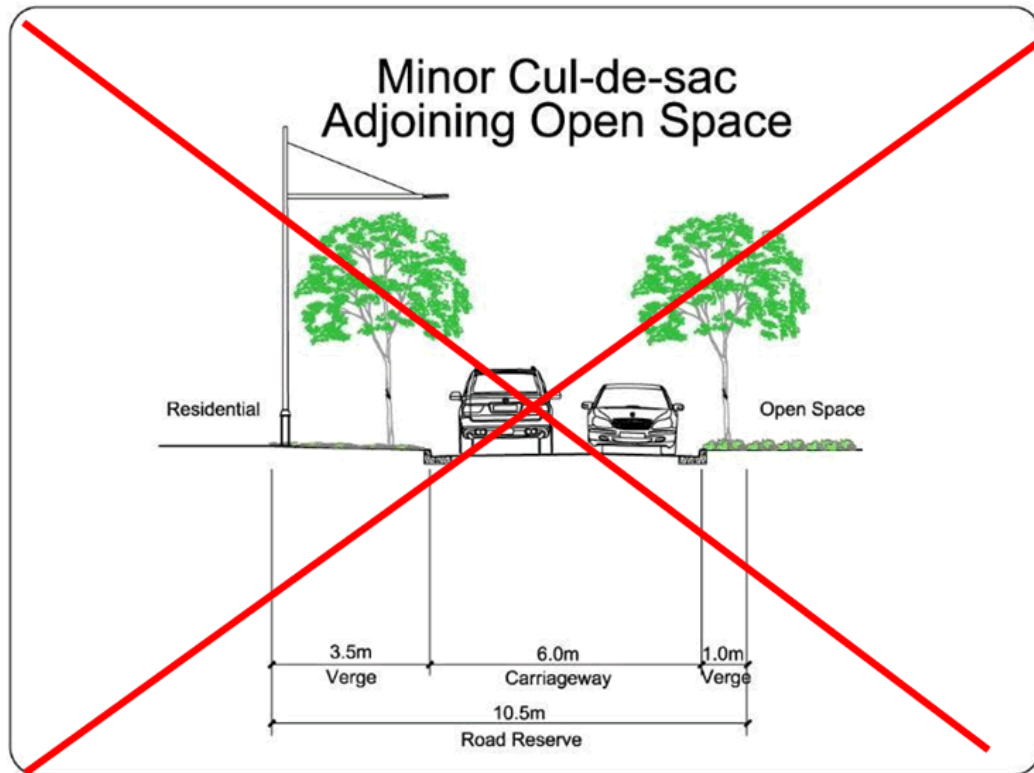 Minor Cul-de-sac
Adjoining Open Space
Residential
Open Space
3.5m
6.0m
1.0m
Verge
Carriageway
Verge
10.5m
Road Reserve